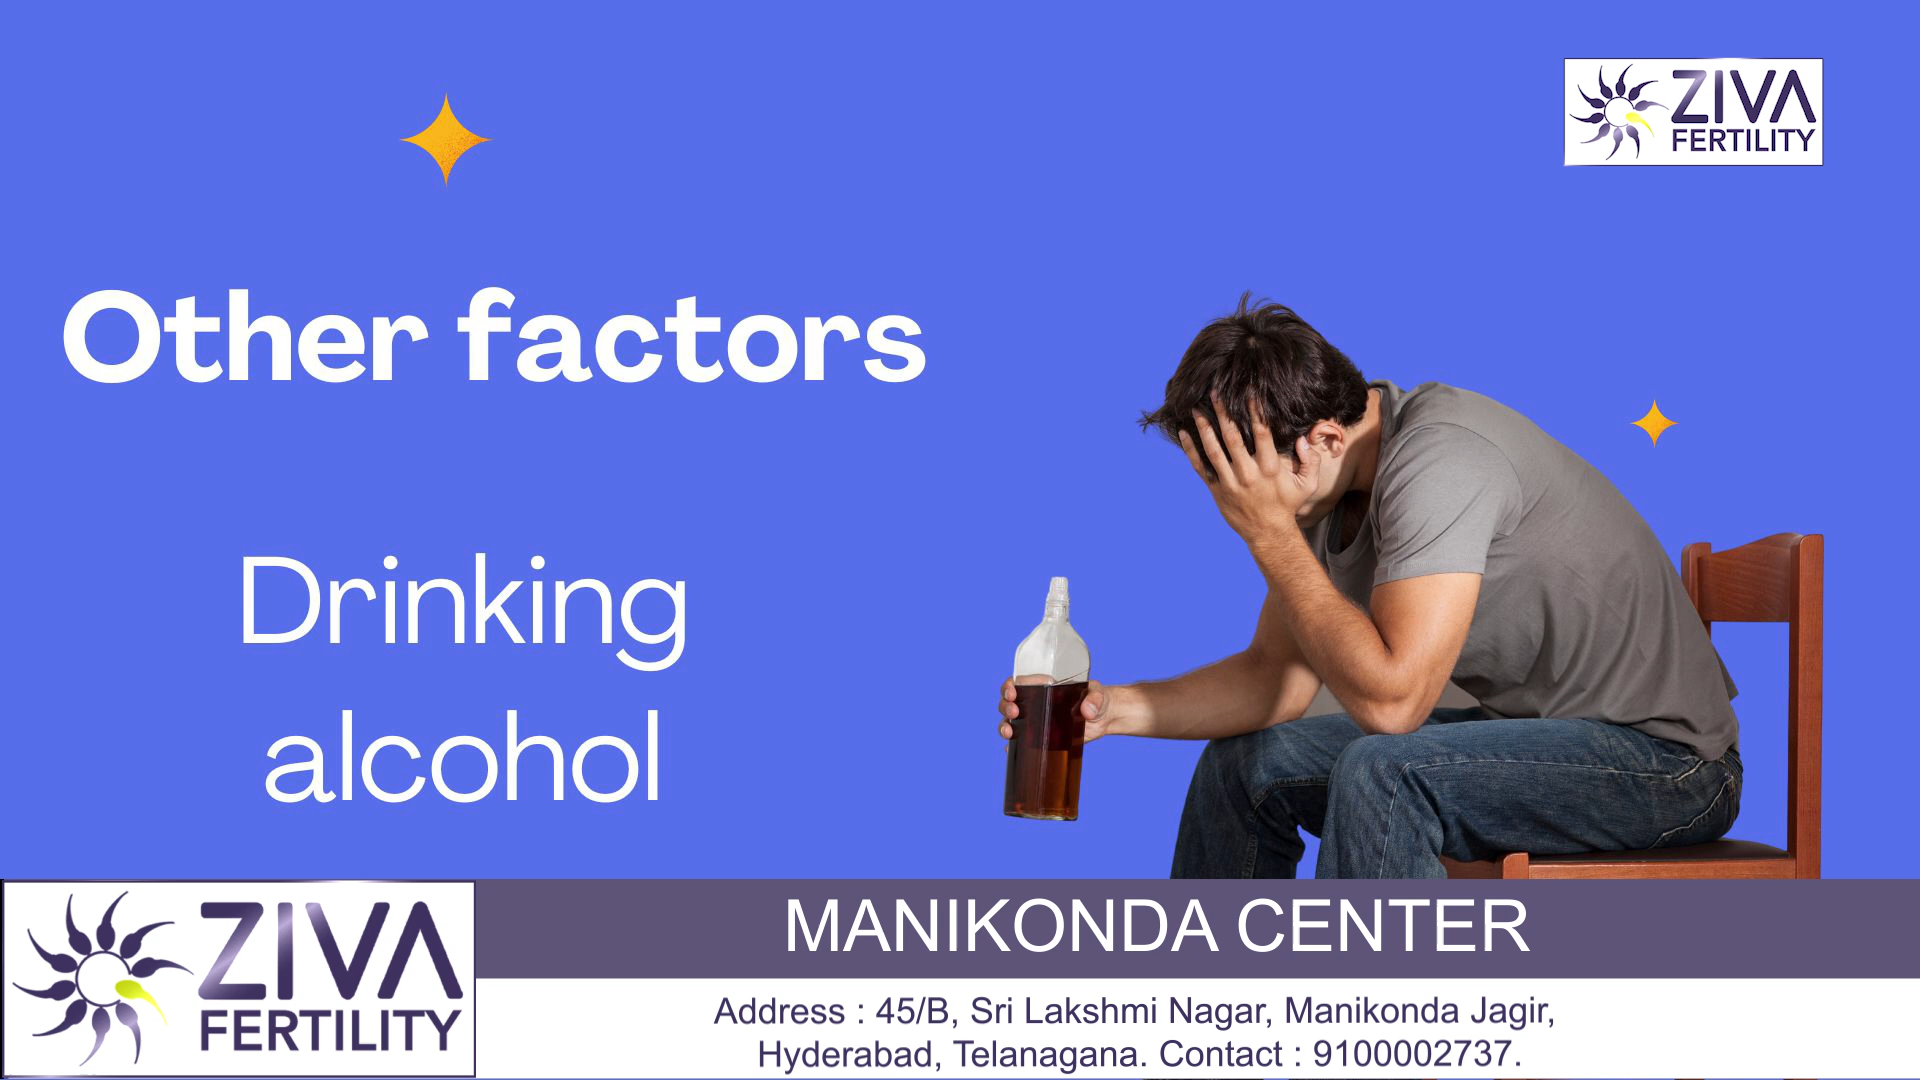 ZIVA
FERTILITY
Other factors
Drinking
alcohol
ZIVA
FERTILITY
MANIKONDA CENTER
Address : 45/B, Sri Lakshmi Nagar, Manikonda Jagir,
Hyderabad, Telanagana. Contact : 9100002737.